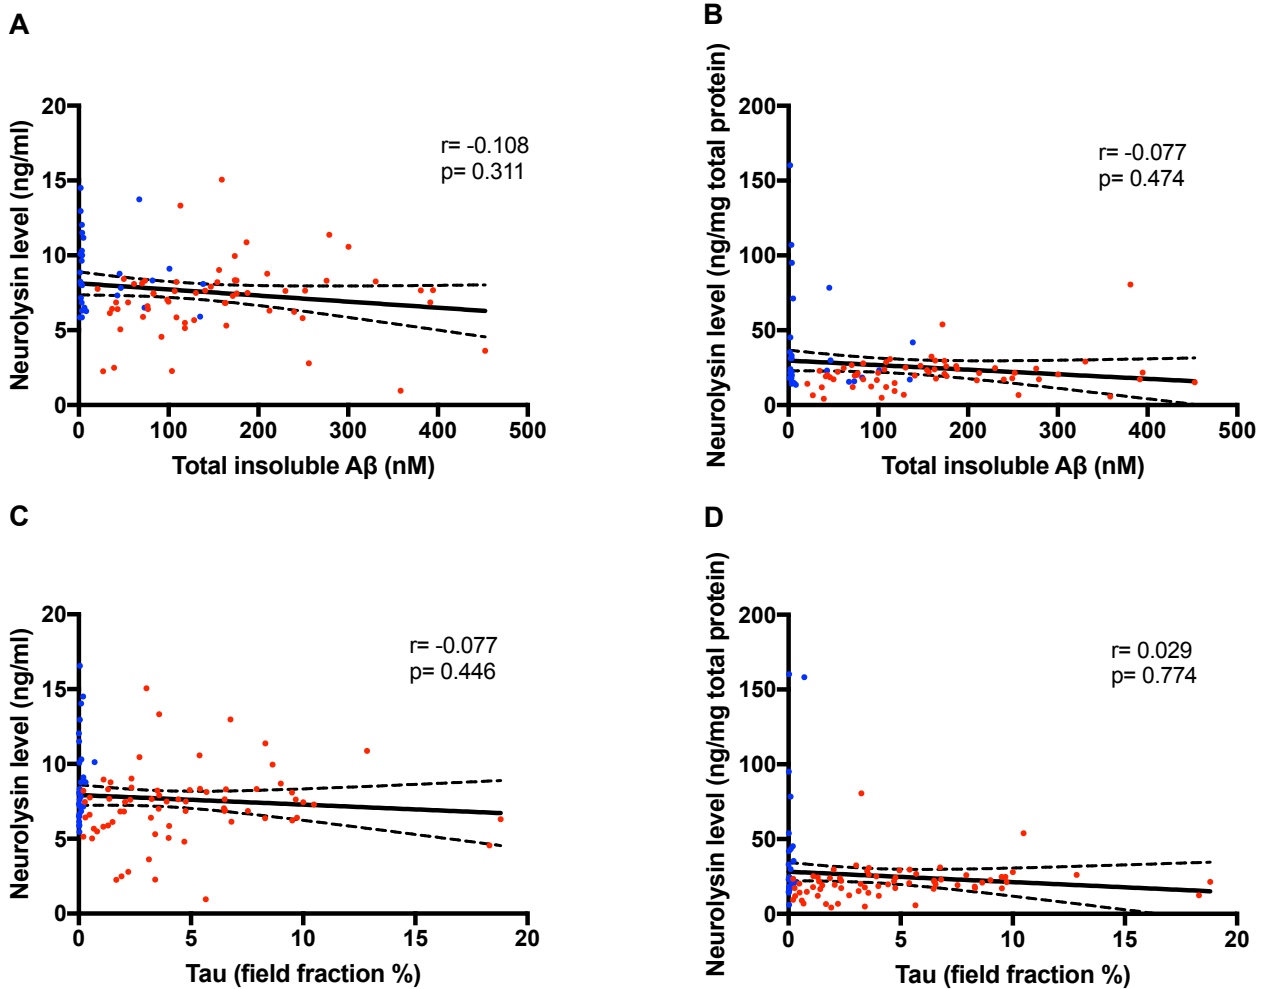 A
Neurolysin level (ng/ml)
20
15
10
5
0
r= -0.108
p= 0.311
0 100 200 300 400 500
Total insoluble Aβ (nM)
B
Neurolysin level (ng/mg total protein)
200
150
100
50
0
r= -0.077
p= 0.474
0 100 200 300 400 500
Total insoluble Aβ (nM)
C
Neurolysin level (ng/ml)
20
15
10
5
0
r= -0.077
p= 0.446
0 5 10 15 20
Tau (field fraction %)
D
Neurolysin level (ng/mg total protein)
200
150
100
50
0
r= 0.029
p= 0.774
0 5 10 15 20
Tau (field fraction %)